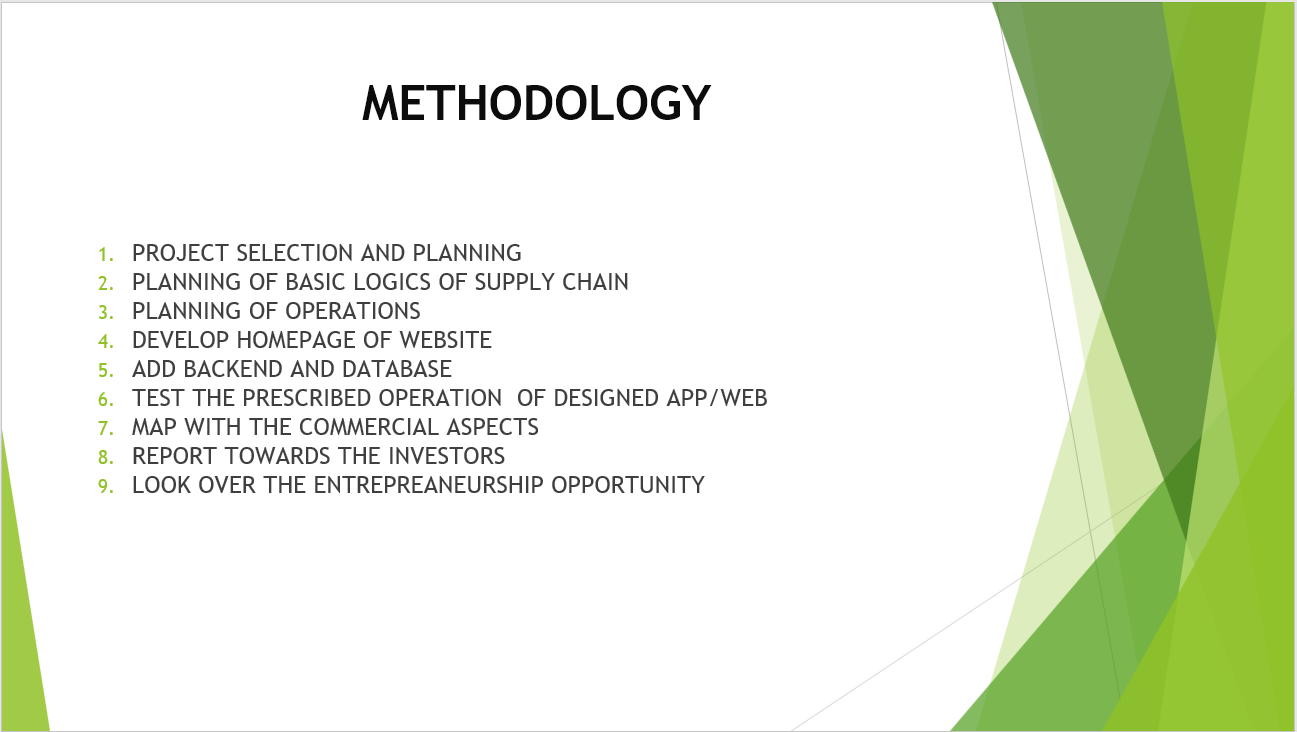 METHODOLOGY
1. PROJECT SELECTION AND PLANNING
2. PLANNING OF BASIC LOGICS OF SUPPLY CHAIN
3. PLANNING OF OPERATIONS
4. DEVELOP HOMEPAGE OF WEBSITE
5. ADD BACKEND AND DATABASE
6. TEST THE PRESCRIBED OPERATION  OF DESIGNED APP/WEB
7. MAP WITH THE COMMERCIAL ASPECTS
8. REPORT TOWARDS THE INVESTORS
9. LOOK OVER THE ENTREPREANEURSHIP OPPORTUNITY